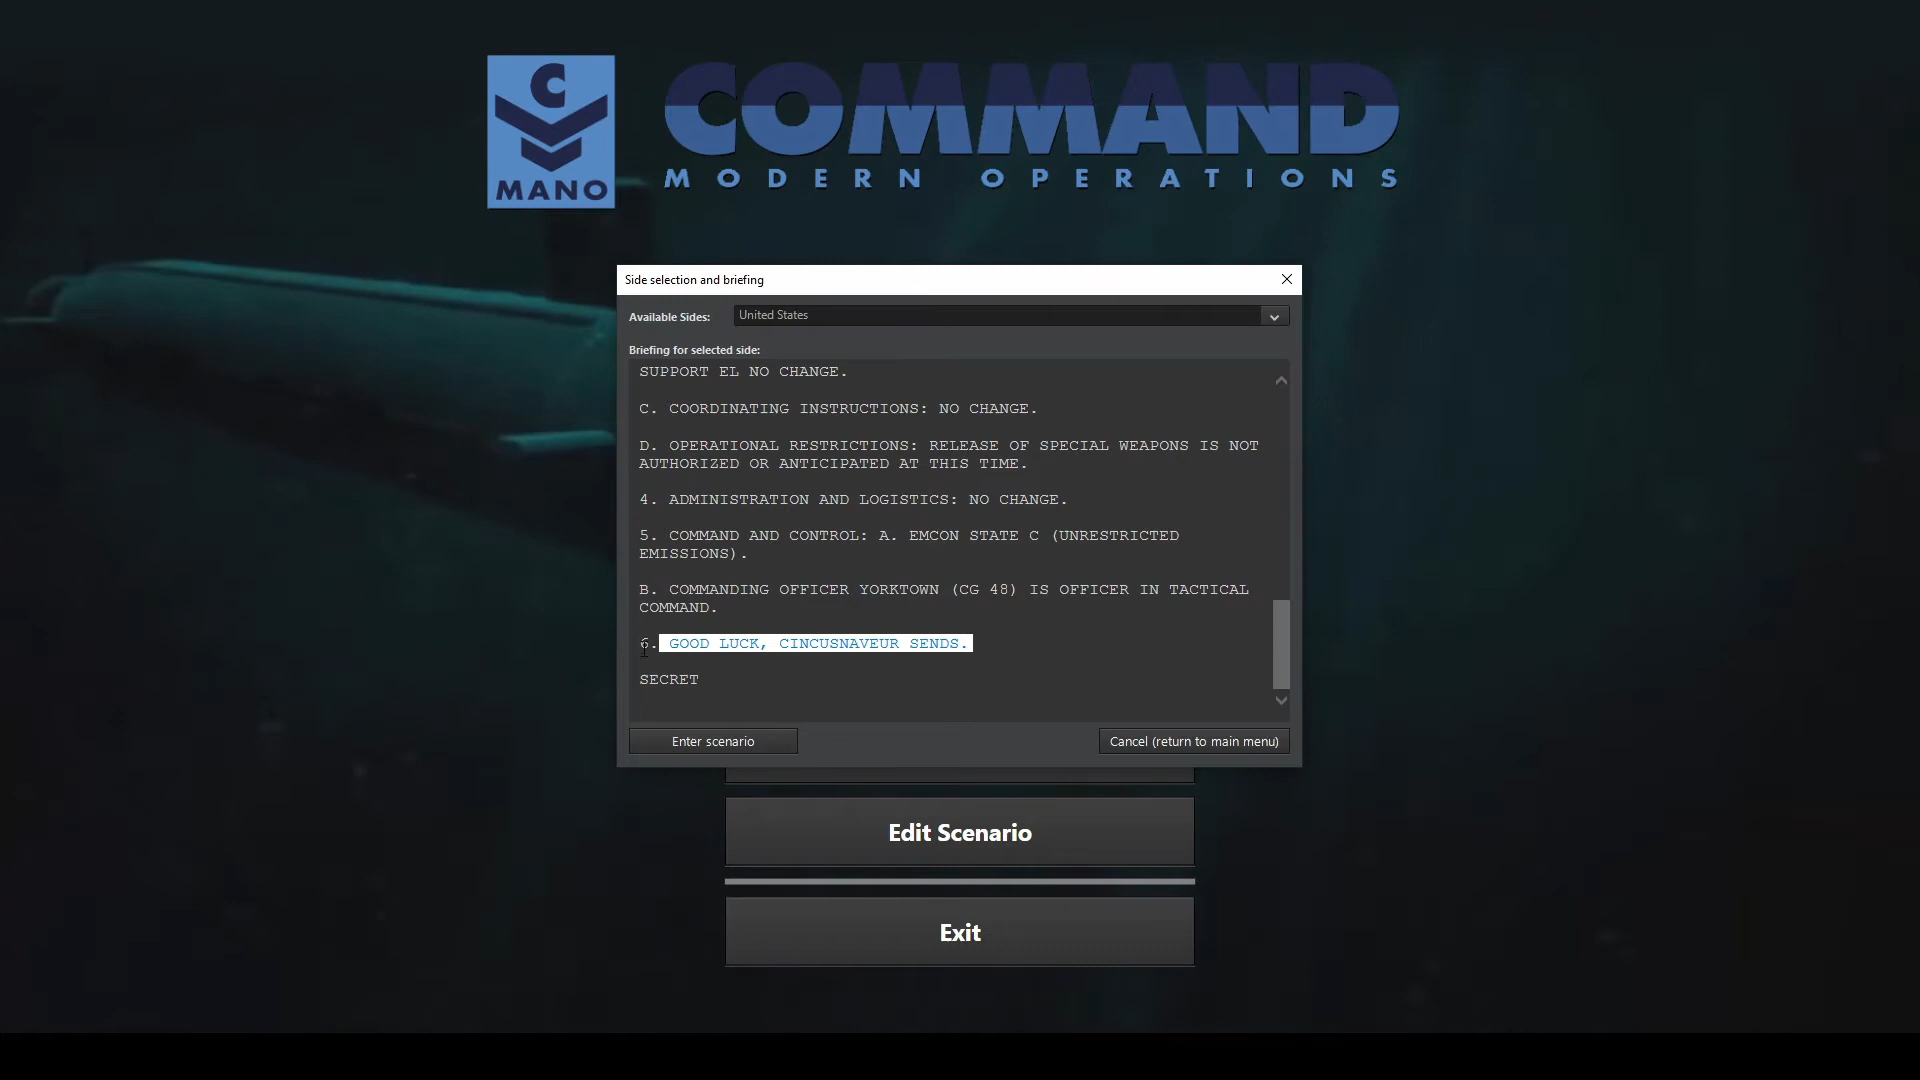 C
MANO
COMMAND
MODERN OPERATIONS
Side selection and briefing
Available Sides:
United States
Briefing for selected side:
SUPPORT EL NO CHANGE.
C. COORDINATING INSTRUCTIONS: NO CHANGE.
D. OPERATIONAL RESTRICTIONS: RELEASE OF SPECIAL WEAPONS IS NOT
AUTHORIZED OR ANTICIPATED AT THIS TIME.
4. ADMINISTRATION AND LOGISTICS: NO CHANGE.
5. COMMAND AND CONTROL: A. EMCON STATE C (UNRESTRICTED
EMISSIONS).
B. COMMANDING OFFICER YORKTOWN (CG 48) IS OFFICER IN TACTICAL
COMMAND.
6. GOOD LUCK, CINCUSNAVEUR SENDS.
SECRET
Enter scenario
Cancel (return to main menu)
Edit Scenario
Exit